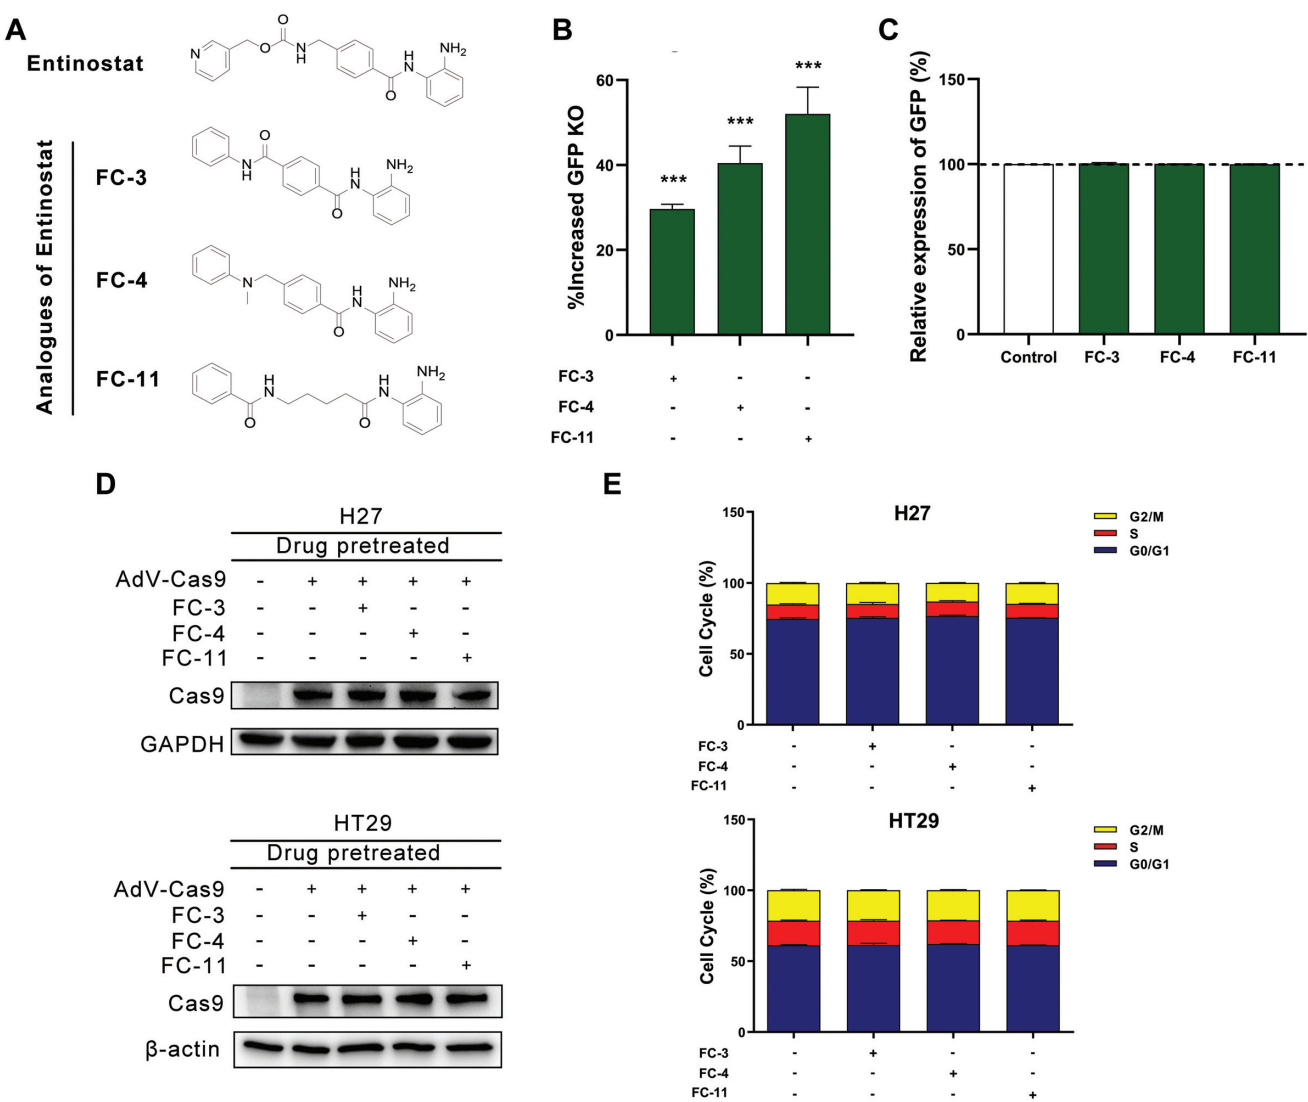 A
Entinostat
N
O
O
N
H
O
H
N
NH₂
Analogues of Entinostat
FC-3
O
NH
O
H
N
NH₂
FC-4
N
O
H
N
NH₂
FC-11
O
H
N
O
H
N
NH₂
B
%Increased GFP KO
60
40
20
0
*** *** ***
FC-3 + - -
FC-4 - + -
FC-11 - - +
C
Relative expression of GFP (%)
150
100
50
0
Control FC-3 FC-4 FC-11
D
H27
Drug pretreated
AdV-Cas9 - + + + +
FC-3 - - + - -
FC-4 - - - + -
FC-11 - - - - +
Cas9
GAPDH
HT29
Drug pretreated
AdV-Cas9 - + + + +
FC-3 - - + - -
FC-4 - - - + -
FC-11 - - - - +
Cas9
β-actin
E
H27
Cell Cycle (%)
150
100
50
0
G2/M
S
G0/G1
FC-3 - + - -
FC-4 - - + -
FC-11 - - - +
HT29
Cell Cycle (%)
150
100
50
0
G2/M
S
G0/G1
FC-3 - + - -
FC-4 - - + -
FC-11 - - - +